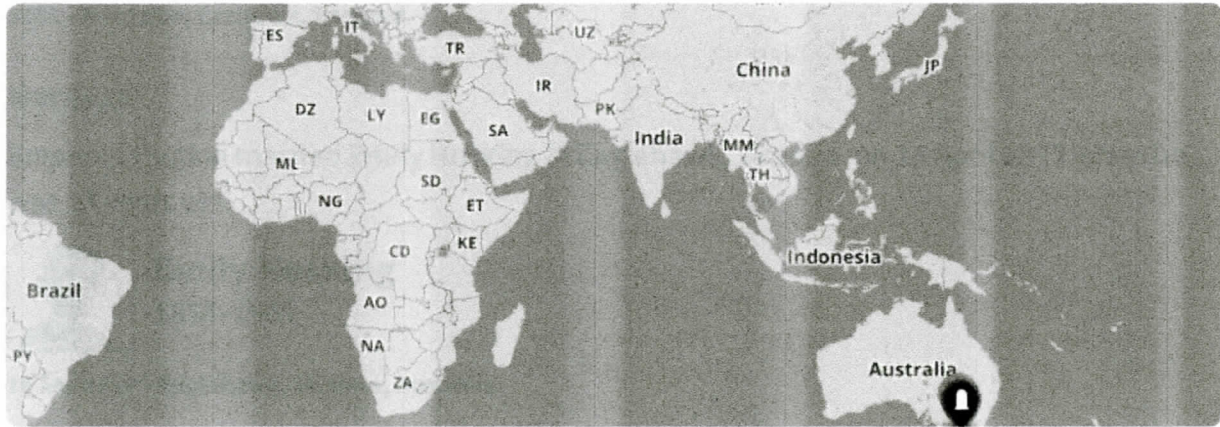 ES
IT
TR
UZ
China
JP
DZ
LY
EG
IR
PK
SA
India
MM
ML
TH
NG
SD
ET
CD
KE
Indonesia
Brazil
AO
PY
NA
Australia
ZA